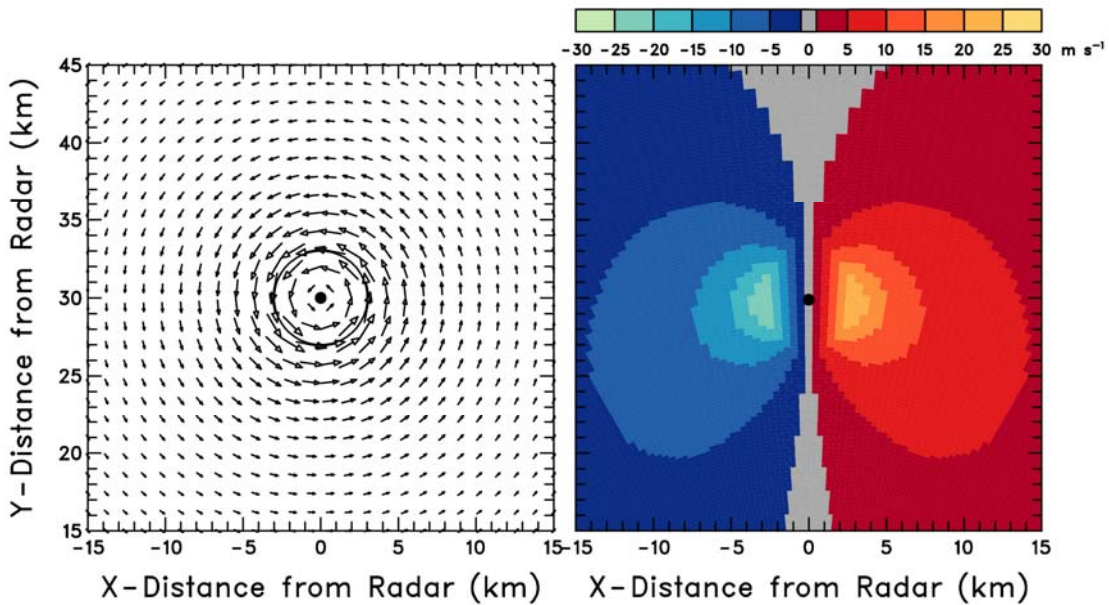 -30 -25 -20 -15 -10 -5 0 5 10 15 20 25 30 m s⁻¹
Y-Distance from Radar (km)
45
40
35
30
25
20
15
-15 -10 -5 0 5 10 15
-15 -10 -5 0 5 10 15
X-Distance from Radar (km)
X-Distance from Radar (km)